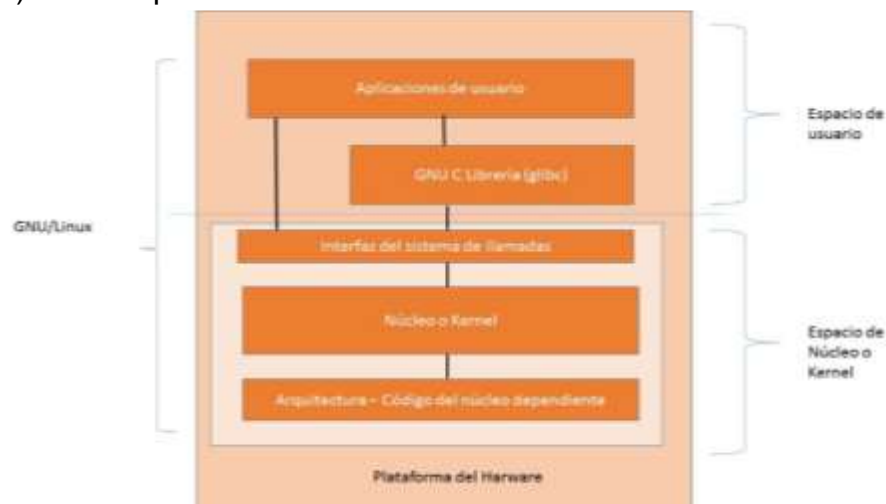 Aplicaciones de usuario
GNU C Libreria (glibc)
Espacio de
usuario
GNU/Linux
Interfas del sistema de llamadas
Núcleo o Kernel
Arquitectura – Código del núcleo dependiente
Espacio de
Núcleo o
Kernel
Plataforma del Harware